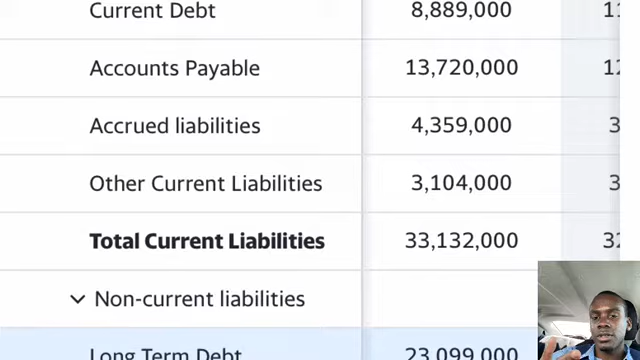 Current Debt 8,889,000
Accounts Payable 13,720,000
Accrued liabilities 4,359,000
Other Current Liabilities 3,104,000
Total Current Liabilities 33,132,000
Non-current liabilities
Long Term Debt 23,099,000